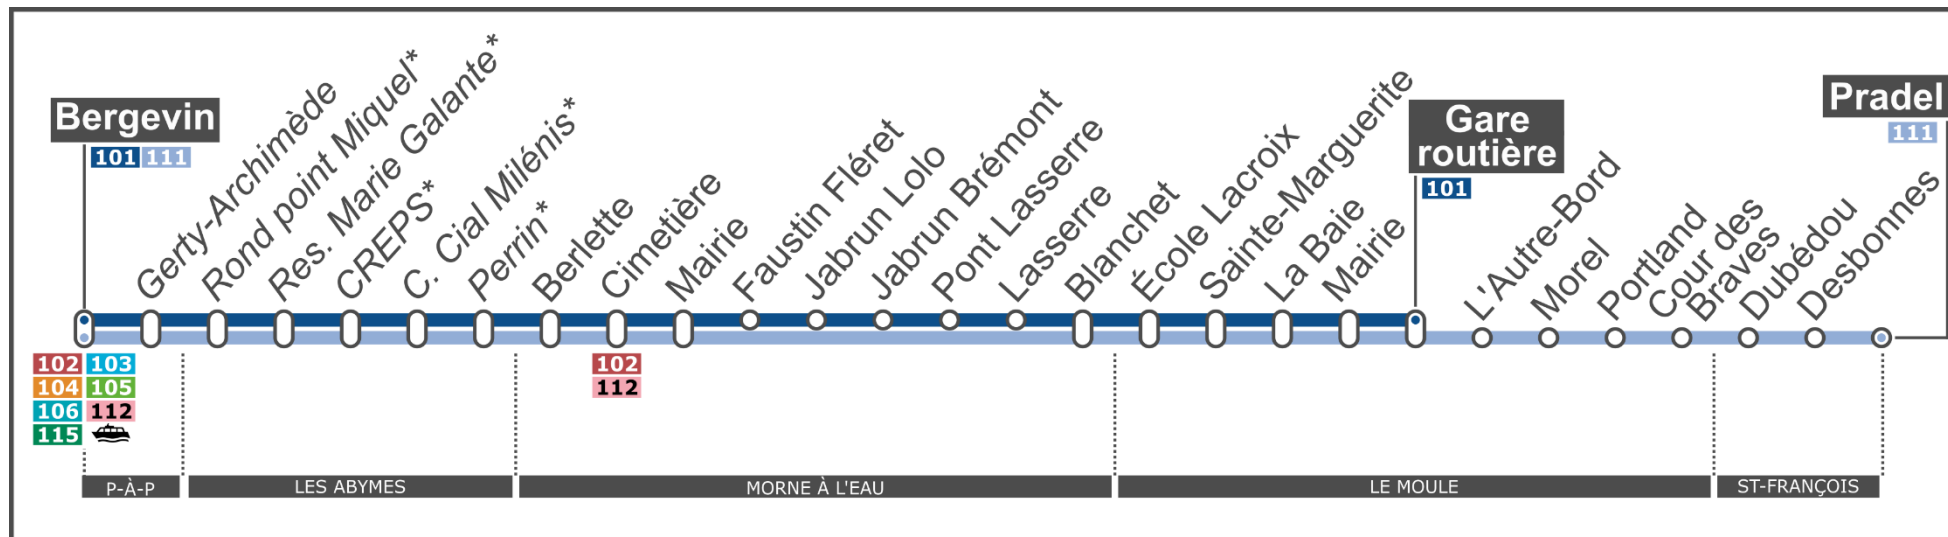 Bergevin
101 111
Gerty-Archimède
Rond point Miquel*
Res. Marie Galante*
CREPS*
C. Cial Milénis*
Perrin*
Berlette
Cimetière
Mairie
Faustin Fléret
Jabrun Lolo
Jabrun Brémont
Pont Lasserre
Lasserre
Blanchet
École Lacroix
Sainte-Marguerite
La Baie
Mairie
Gare
routière
101
L'Autre-Bord
Morel
Portland
Cour des
Braves
Dubédou
Desbonnes
Pradel
111
102 103
104 105
106 112
115
102
112
P-À-P
LES ABYMES
MORNE À L'EAU
LE MOULE
ST-FRANÇOIS